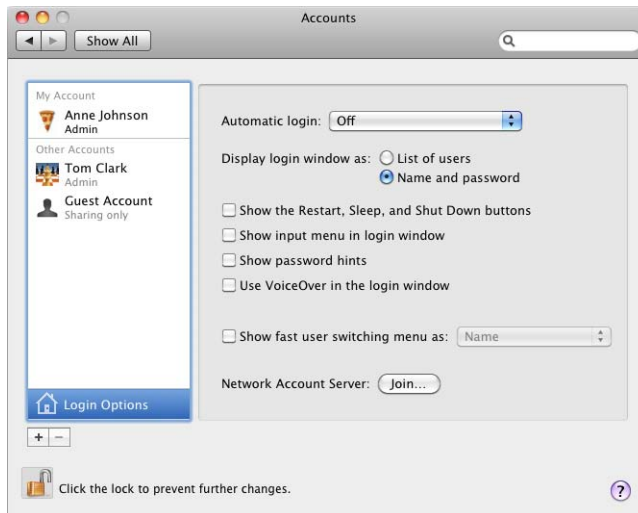 Accounts
Show All
My Account
Anne Johnson
Admin
Other Accounts
Tom Clark
Admin
Guest Account
Sharing only
Login Options
+ −
Automatic login: Off
Display login window as: List of users
Name and password
Show the Restart, Sleep, and Shut Down buttons
Show input menu in login window
Show password hints
Use VoiceOver in the login window
Show fast user switching menu as: Name
Network Account Server: Join...
Click the lock to prevent further changes.
?